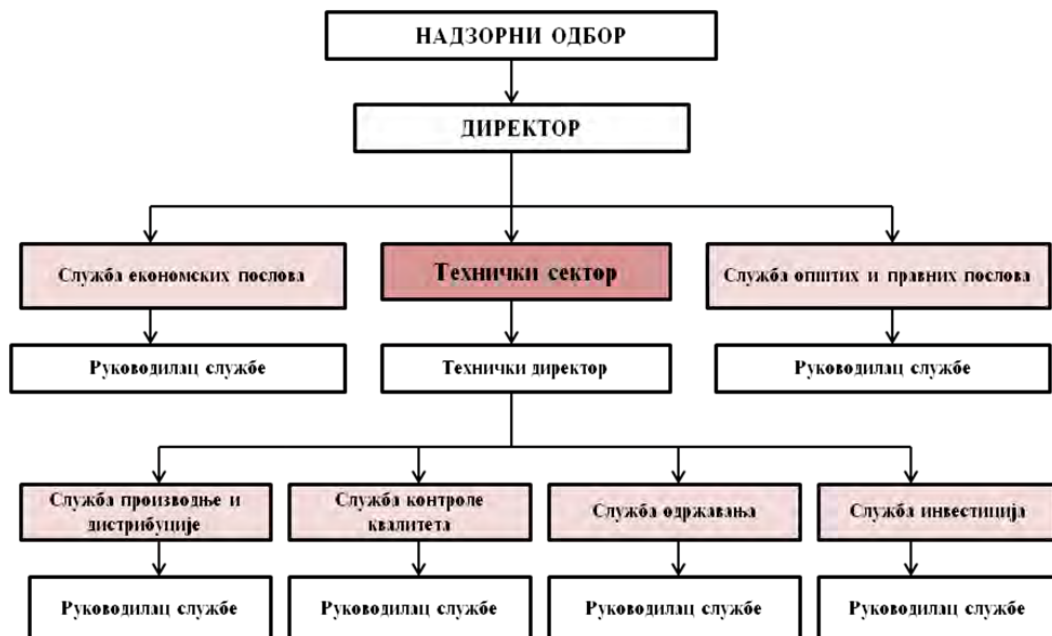 НАДЗОРНИ ОДБОР
ДИРЕКТОР
Служба економских послова
Технички сектор
Служба општих и правних послова
Руководилац службе
Технички директор
Руководилац службе
Служба производње и
дистрибуције
Служба контроле
квалитета
Служба одржавања
Служба инвестиција
Руководилац службе
Руководилац службе
Руководилац службе
Руководилац службе